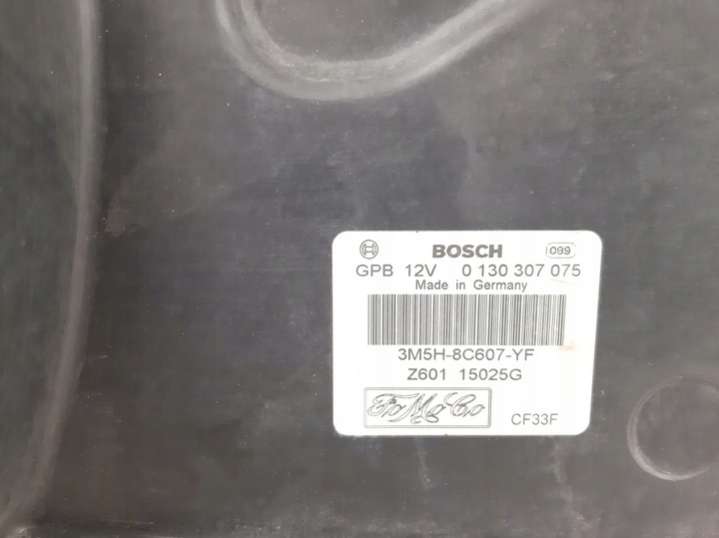 BOSCH 099
GPB 12V 0 130 307 075
Made in Germany
3M5H-8C607-YF
Z601 15025G
FoMoCo
CF33F